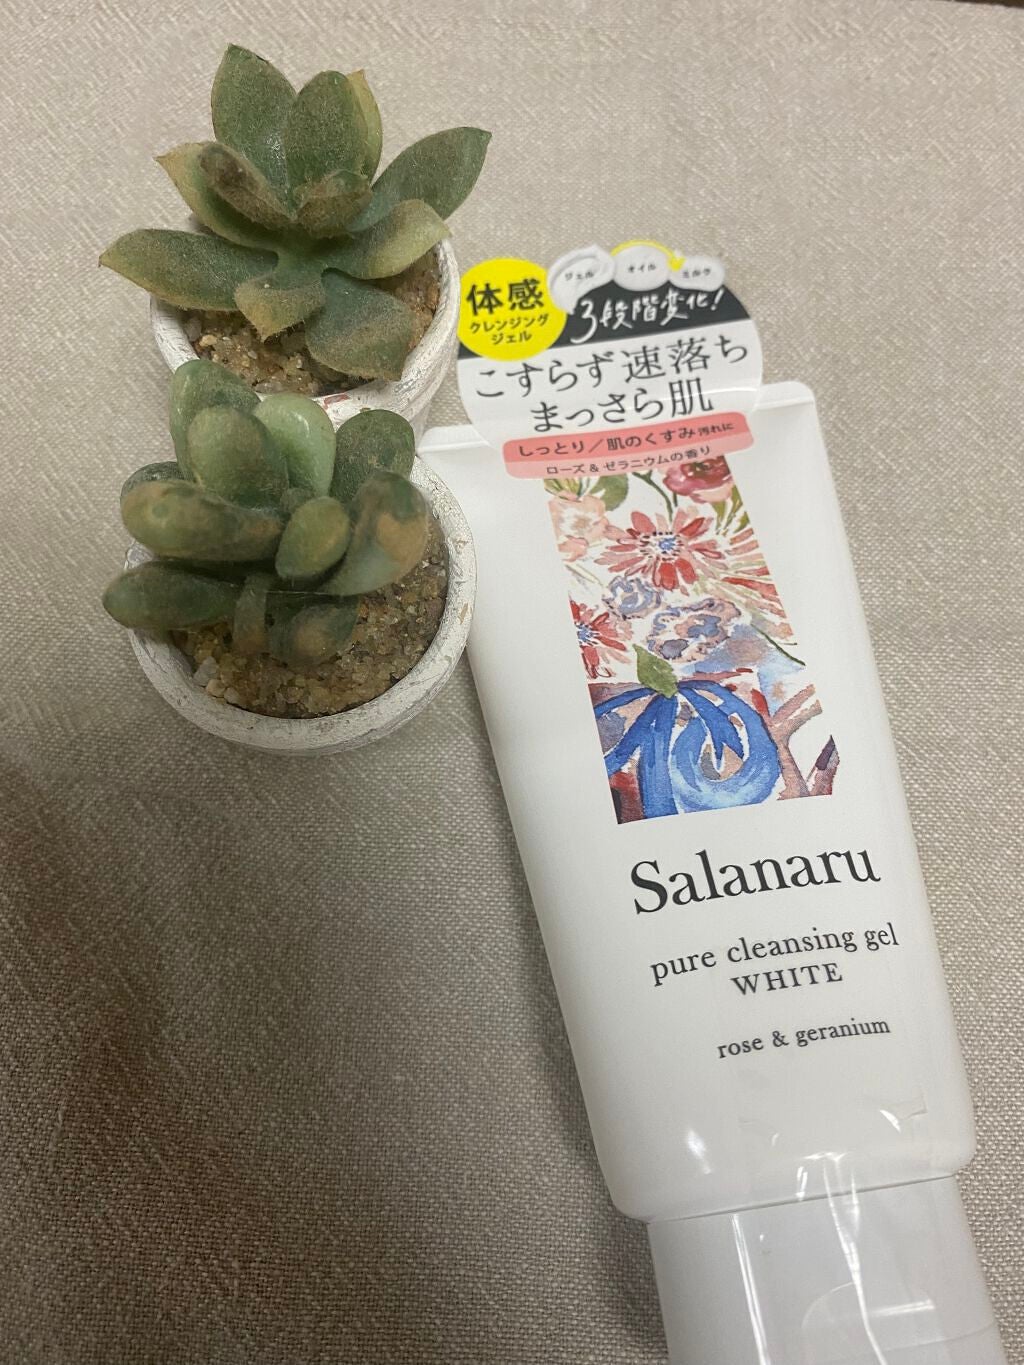 体感
クレンジング
ジェル
ジェル
オイル
ミルク
3段階変化!
こすらず速落ち
まっさら肌
しっとり/肌のくすみ汚れに
ローズ&ゼラニウムの香り
Salanaru
pure cleansing gel
WHITE
rose & geranium